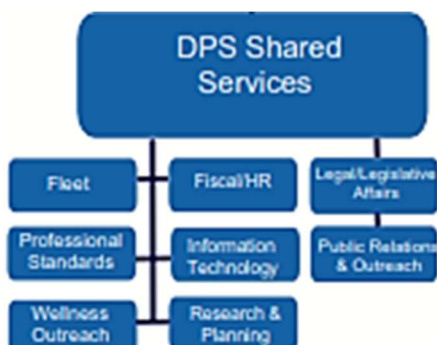 DPS Shared
Services
Fleet
Fiscal/HR
Legal/Legislative
Affairs
Professional
Standards
Information
Technology
Public Relations
& Outreach
Wellness
Outreach
Research &
Planning